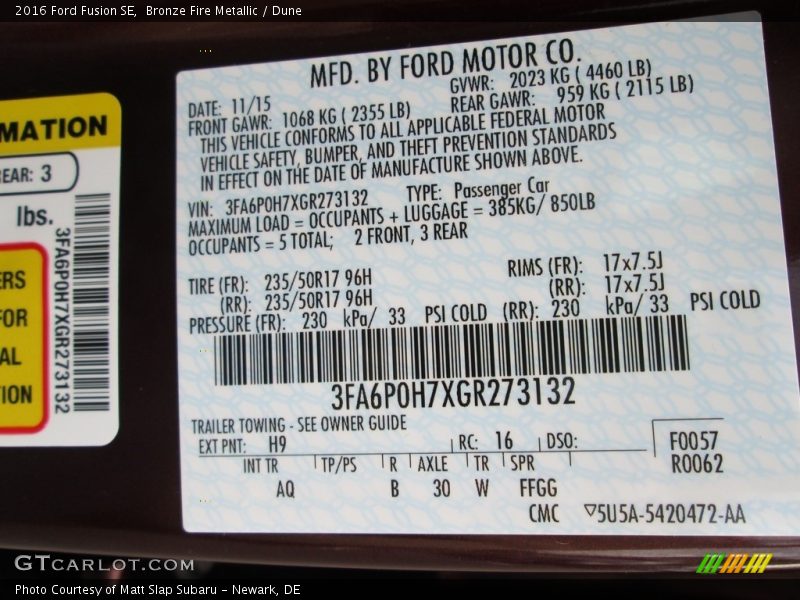 2016 Ford Fusion SE,  Bronze Fire Metallic / Dune
MATION
EAR: 3
lbs.
3FA6P0H7XGR273132
ERS
FOR
AL
ION
MFD. BY FORD MOTOR CO.
DATE: 11/15 GVWR: 2023 KG ( 4460 LB)
FRONT GAWR: 1068 KG ( 2355 LB) REAR GAWR: 959 KG ( 2115 LB)
THIS VEHICLE CONFORMS TO ALL APPLICABLE FEDERAL MOTOR
VEHICLE SAFETY, BUMPER, AND THEFT PREVENTION STANDARDS
IN EFFECT ON THE DATE OF MANUFACTURE SHOWN ABOVE.
VIN: 3FA6P0H7XGR273132 TYPE: Passenger Car
MAXIMUM LOAD = OCCUPANTS + LUGGAGE = 385KG/ 850LB
OCCUPANTS = 5 TOTAL; 2 FRONT, 3 REAR
TIRE (FR): 235/50R17 96H RIMS (FR): 17x7.5J
(RR): 235/50R17 96H (RR): 17x7.5J
PRESSURE (FR): 230 kPa/ 33 PSI COLD (RR): 230 kPa/ 33 PSI COLD
3FA6P0H7XGR273132
TRAILER TOWING - SEE OWNER GUIDE
EXT PNT: H9 RC: 16 DSO: F0057
INT TR TP/PS R AXLE TR SPR R0062
AQ B 30 W FFGG
CMC ▽5U5A-5420472-AA
GTCARLOT.COM
Photo Courtesy of Matt Slap Subaru - Newark, DE